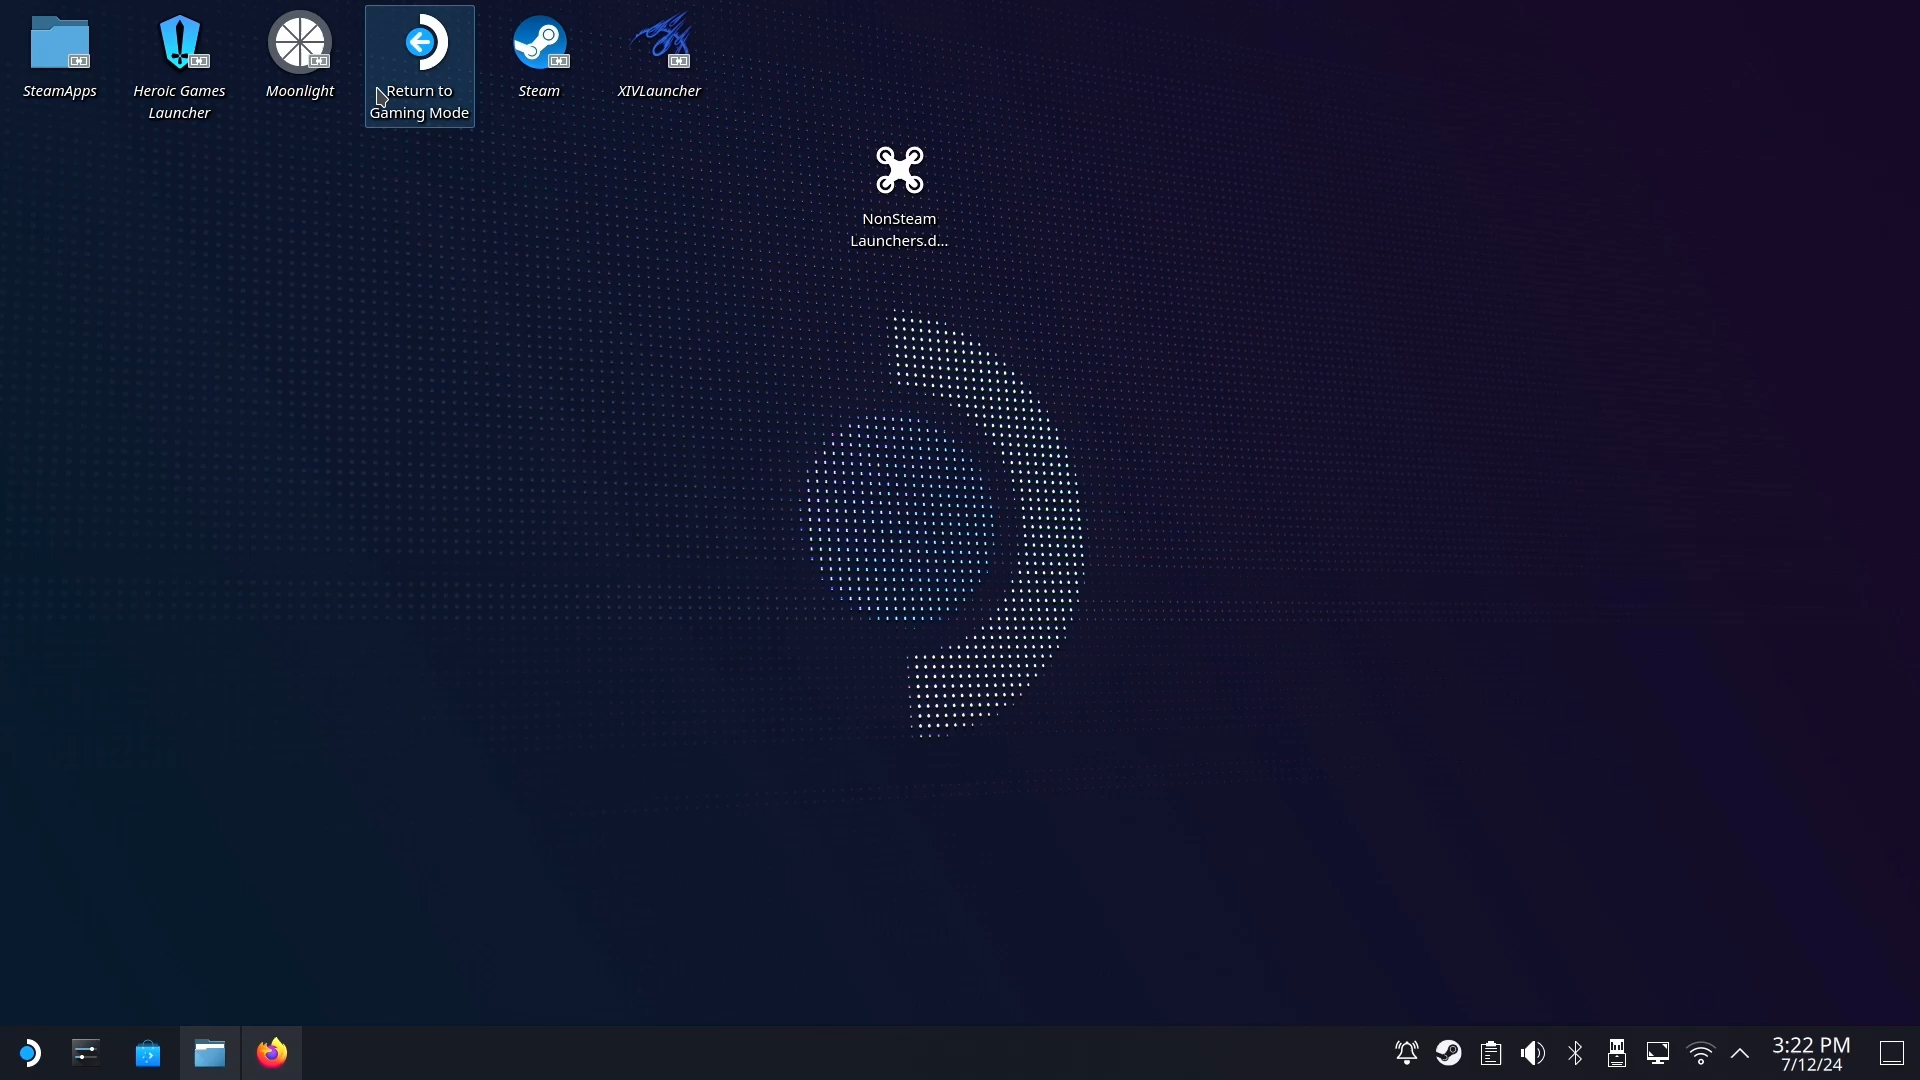 SteamApps
Heroic Games
Launcher
Moonlight
Return to
Gaming Mode
Steam
XIVLauncher
NonSteam
Launchers.d...
3:22 PM
7/12/24